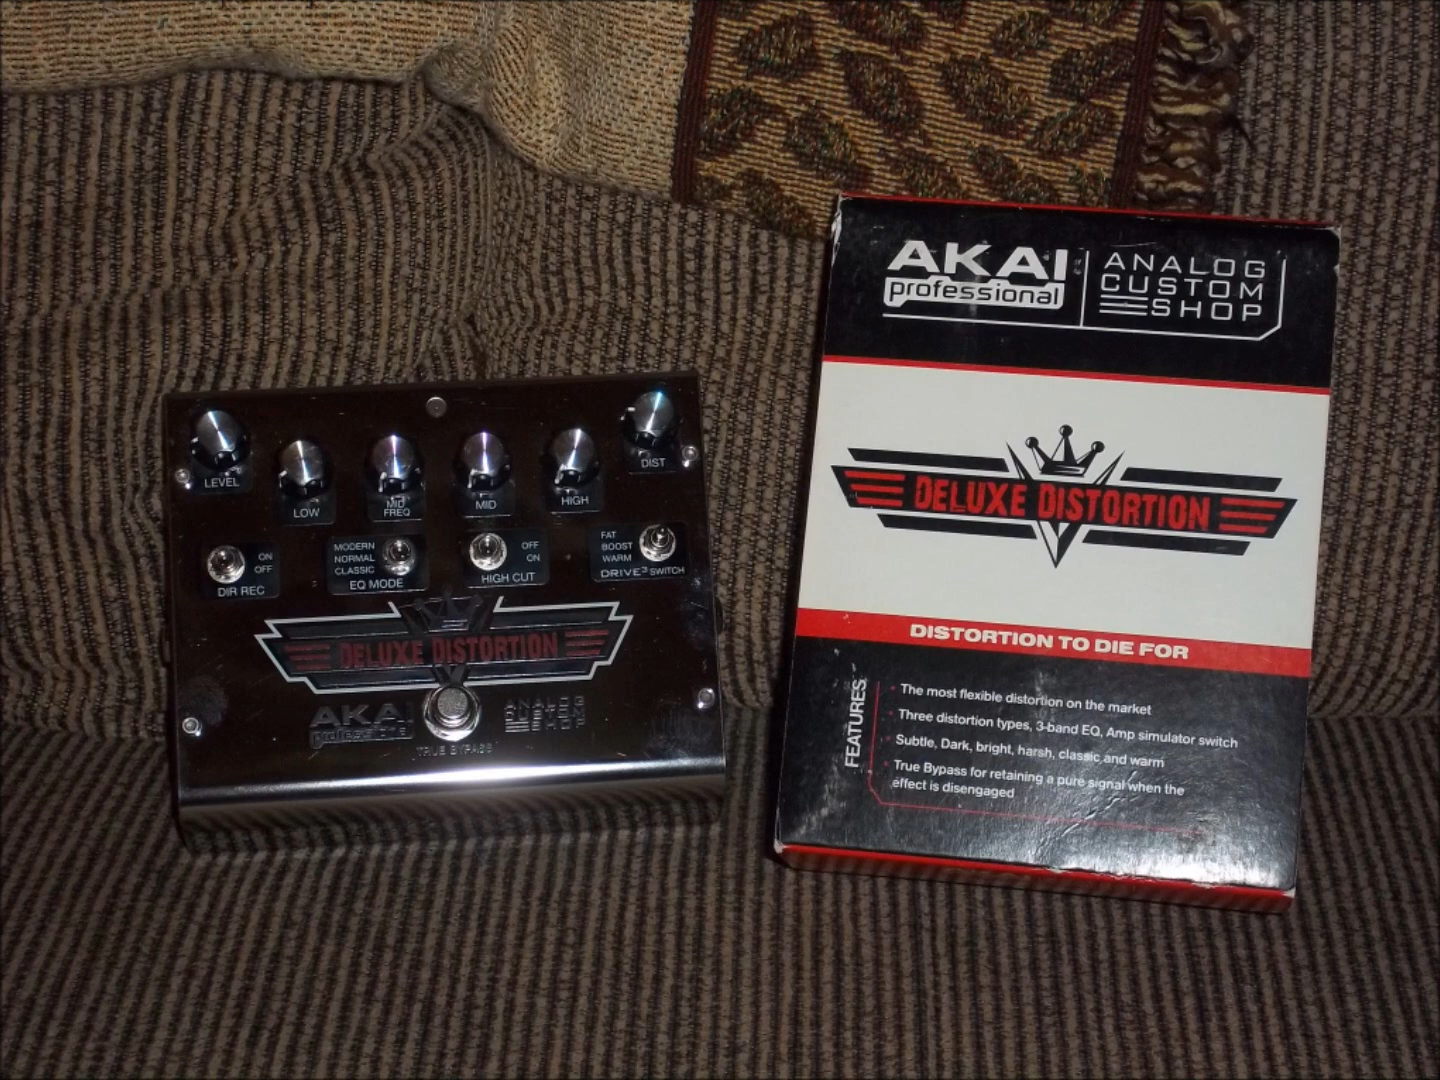 LEVEL
LOW
MID
FREQ
MID
HIGH
DIST
ON
OFF
DIR REC
MODERN
NORMAL
CLASSIC
EQ MODE
OFF
ON
HIGH CUT
FAT
BOOST
WARM
DRIVE³ SWITCH
DELUXE DISTORTION
AKAI
professional
ANALOG
CUSTOM
SHOP
TRUE BYPASS
AKAI
professional
ANALOG
CUSTOM
SHOP
DELUXE DISTORTION
DISTORTION TO DIE FOR
FEATURES
The most flexible distortion on the market
Three distortion types, 3-band EQ, Amp simulator switch
Subtle, Dark, bright, harsh, classic and warm
True Bypass for retaining a pure signal when the
effect is disengaged